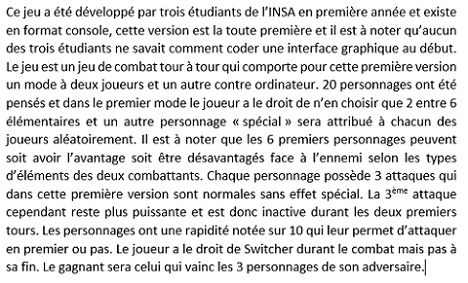 Ce jeu a été développé par trois étudiants de l’INSA en première année et existe
en format console, cette version est la toute première et il est à noter qu’aucun
des trois étudiants ne savait comment coder une interface graphique au début.
Le jeu est un jeu de combat tour à tour qui comporte pour cette première version
un mode à deux joueurs et un autre contre ordinateur. 20 personnages ont été
pensés et dans le premier mode le joueur a le droit de n’en choisir que 2 entre 6
élémentaires et un autre personnage « spécial » sera attribué à chacun des
joueurs aléatoirement. Il est à noter que les 6 premiers personnages peuvent
soit avoir l’avantage soit être désavantagés face à l’ennemi selon les types
d’éléments des deux combattants. Chaque personnage possède 3 attaques qui
dans cette première version sont normales sans effet spécial. La 3ème attaque
cependant reste plus puissante et est donc inactive durant les deux premiers
tours. Les personnages ont une rapidité notée sur 10 qui leur permet d’attaquer
en premier ou pas. Le joueur a le droit de Switcher durant le combat mais pas à
sa fin. Le gagnant sera celui qui vainc les 3 personnages de son adversaire.